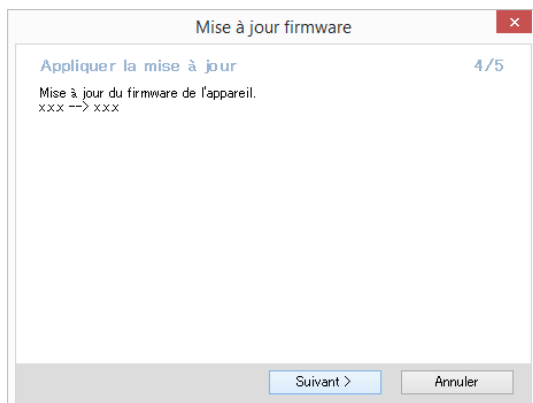 Mise à jour firmware
Appliquer la mise à jour 4/5
Mise à jour du firmware de l'appareil.
xxx --> xxx
Suivant > Annuler